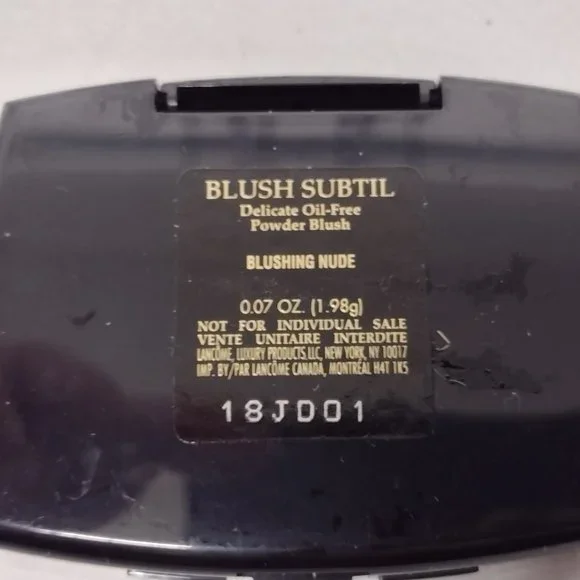 BLUSH SUBTIL
Delicate Oil-Free
Powder Blush
BLUSHING NUDE
0.07 OZ. (1.98g)
NOT FOR INDIVIDUAL SALE
VENTE UNITAIRE INTERDITE
LANCÔME, LUXURY PRODUCTS, LLC, NEW YORK, NY 10017
IMP. BY/PAR LANCÔME CANADA, MONTRÉAL H4T 1K5
18JD01